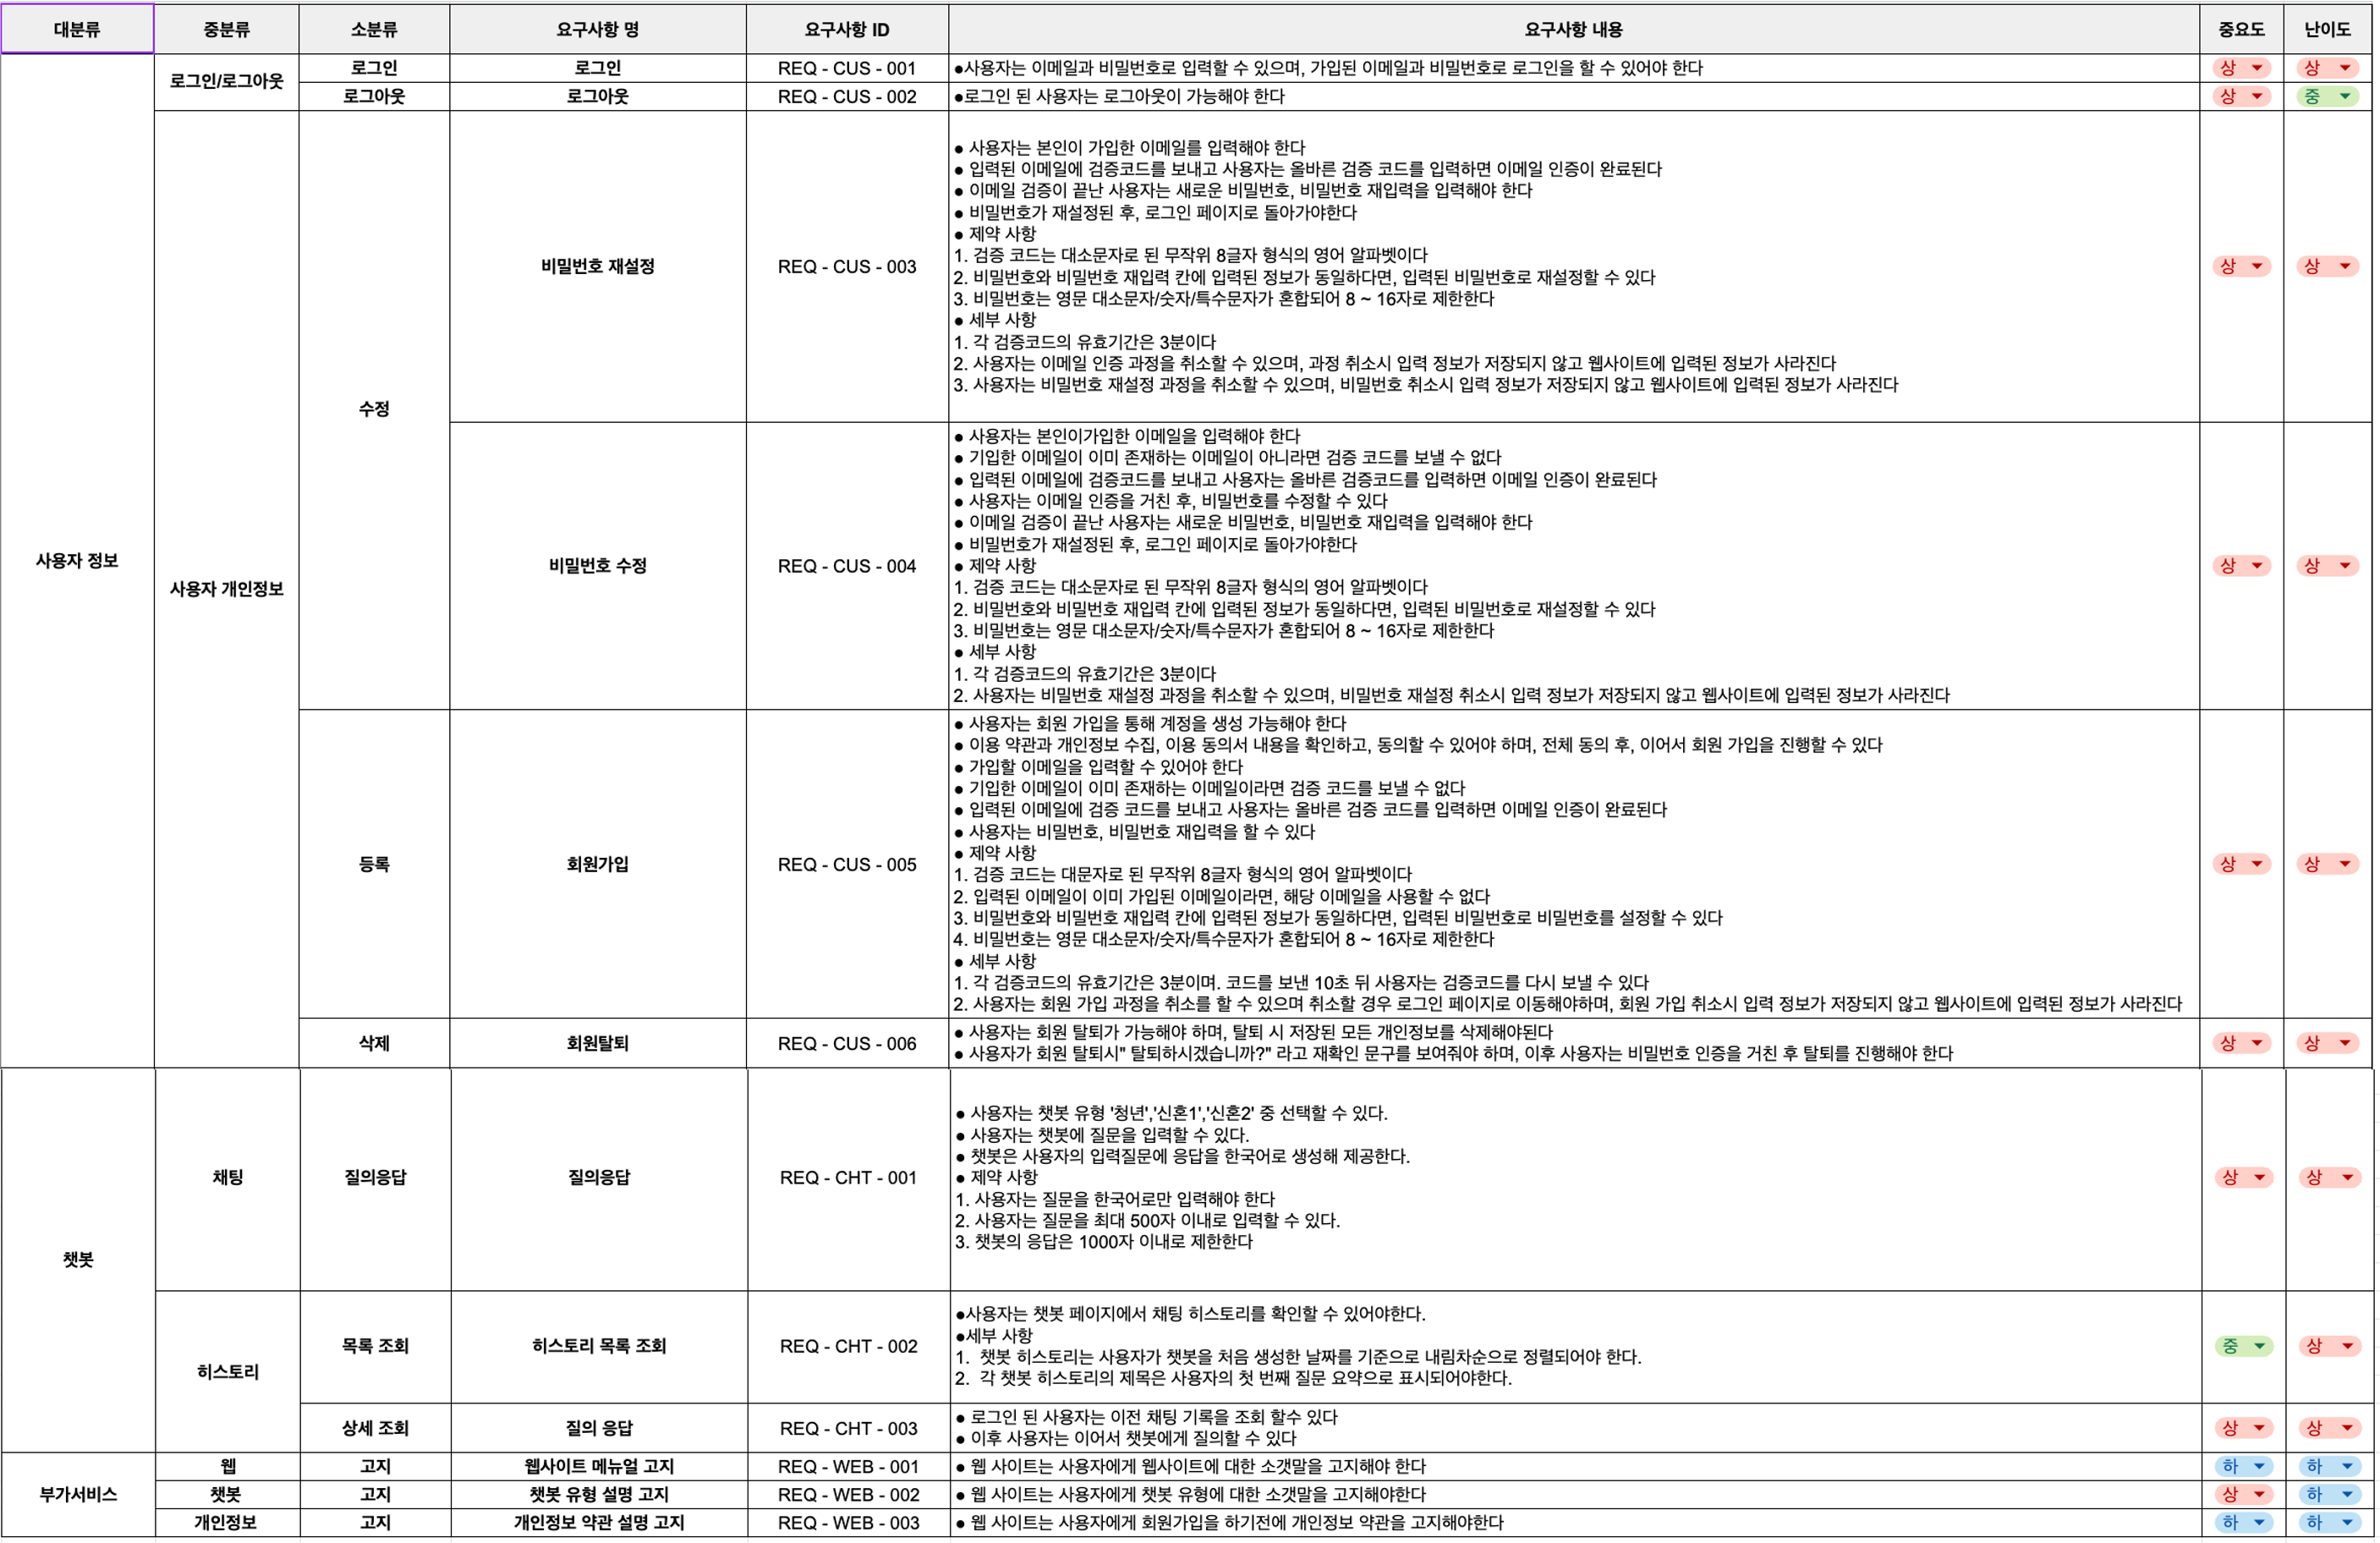 대분류 중분류 소분류 요구사항 명 요구사항 ID 요구사항 내용 중요도 난이도
사용자 정보
로그인/로그아웃
로그인 로그인 REQ - CUS - 001 ●사용자는 이메일과 비밀번호로 입력할 수 있으며, 가입된 이메일과 비밀번호로 로그인을 할 수 있어야 한다 상 상
로그아웃 로그아웃 REQ - CUS - 002 ●로그인 된 사용자는 로그아웃이 가능해야 한다 상 중
사용자 개인정보
수정
비밀번호 재설정 REQ - CUS - 003
● 사용자는 본인이 가입한 이메일를 입력해야 한다
● 입력된 이메일에 검증코드를 보내고 사용자는 올바른 검증 코드를 입력하면 이메일 인증이 완료된다
● 이메일 검증이 끝난 사용자는 새로운 비밀번호, 비밀번호 재입력을 입력해야 한다
● 비밀번호가 재설정된 후, 로그인 페이지로 돌아가야한다
● 제약 사항
1. 검증 코드는 대소문자로 된 무작위 8글자 형식의 영어 알파벳이다
2. 비밀번호와 비밀번호 재입력 칸에 입력된 정보가 동일하다면, 입력된 비밀번호로 재설정할 수 있다
3. 비밀번호는 영문 대소문자/숫자/특수문자가 혼합되어 8 ~ 16자로 제한한다
● 세부 사항
1. 각 검증코드의 유효기간은 3분이다
2. 사용자는 이메일 인증 과정을 취소할 수 있으며, 과정 취소시 입력 정보가 저장되지 않고 웹사이트에 입력된 정보가 사라진다
3. 사용자는 비밀번호 재설정 과정을 취소할 수 있으며, 비밀번호 취소시 입력 정보가 저장되지 않고 웹사이트에 입력된 정보가 사라진다
상 상
비밀번호 수정 REQ - CUS - 004
● 사용자는 본인이가입한 이메일을 입력해야 한다
● 기입한 이메일이 이미 존재하는 이메일이 아니라면 검증 코드를 보낼 수 없다
● 입력된 이메일에 검증코드를 보내고 사용자는 올바른 검증코드를 입력하면 이메일 인증이 완료된다
● 사용자는 이메일 인증을 거친 후, 비밀번호를 수정할 수 있다
● 이메일 검증이 끝난 사용자는 새로운 비밀번호, 비밀번호 재입력을 입력해야 한다
● 비밀번호가 재설정된 후, 로그인 페이지로 돌아가야한다
● 제약 사항
1. 검증 코드는 대소문자로 된 무작위 8글자 형식의 영어 알파벳이다
2. 비밀번호와 비밀번호 재입력 칸에 입력된 정보가 동일하다면, 입력된 비밀번호로 재설정할 수 있다
3. 비밀번호는 영문 대소문자/숫자/특수문자가 혼합되어 8 ~ 16자로 제한한다
● 세부 사항
1. 각 검증코드의 유효기간은 3분이다
2. 사용자는 비밀번호 재설정 과정을 취소할 수 있으며, 비밀번호 재설정 취소시 입력 정보가 저장되지 않고 웹사이트에 입력된 정보가 사라진다
상 상
등록 회원가입 REQ - CUS - 005
● 사용자는 회원 가입을 통해 계정을 생성 가능해야 한다
● 이용 약관과 개인정보 수집, 이용 동의서 내용을 확인하고, 동의할 수 있어야 하며, 전체 동의 후, 이어서 회원 가입을 진행할 수 있다
● 가입할 이메일을 입력할 수 있어야 한다
● 기입한 이메일이 이미 존재하는 이메일이라면 검증 코드를 보낼 수 없다
● 입력된 이메일에 검증 코드를 보내고 사용자는 올바른 검증 코드를 입력하면 이메일 인증이 완료된다
● 사용자는 비밀번호, 비밀번호 재입력을 할 수 있다
● 제약 사항
1. 검증 코드는 대문자로 된 무작위 8글자 형식의 영어 알파벳이다
2. 입력된 이메일이 이미 가입된 이메일이라면, 해당 이메일을 사용할 수 없다
3. 비밀번호와 비밀번호 재입력 칸에 입력된 정보가 동일하다면, 입력된 비밀번호로 비밀번호를 설정할 수 있다
4. 비밀번호는 영문 대소문자/숫자/특수문자가 혼합되어 8 ~ 16자로 제한한다
● 세부 사항
1. 각 검증코드의 유효기간은 3분이며. 코드를 보낸 10초 뒤 사용자는 검증코드를 다시 보낼 수 있다
2. 사용자는 회원 가입 과정을 취소를 할 수 있으며 취소할 경우 로그인 페이지로 이동해야하며, 회원 가입 취소시 입력 정보가 저장되지 않고 웹사이트에 입력된 정보가 사라진다
상 상
삭제 회원탈퇴 REQ - CUS - 006
● 사용자는 회원 탈퇴가 가능해야 하며, 탈퇴 시 저장된 모든 개인정보를 삭제해야된다
● 사용자가 회원 탈퇴시" 탈퇴하시겠습니까?" 라고 재확인 문구를 보여줘야 하며, 이후 사용자는 비밀번호 인증을 거친 후 탈퇴를 진행해야 한다
상 상
챗봇
채팅 질의응답 질의응답 REQ - CHT - 001
● 사용자는 챗봇 유형 '청년','신혼1','신혼2' 중 선택할 수 있다.
● 사용자는 챗봇에 질문을 입력할 수 있다.
● 챗봇은 사용자의 입력질문에 응답을 한국어로 생성해 제공한다.
● 제약 사항
1. 사용자는 질문을 한국어로만 입력해야 한다
2. 사용자는 질문을 최대 500자 이내로 입력할 수 있다.
3. 챗봇의 응답은 1000자 이내로 제한한다
상 상
히스토리
목록 조회 히스토리 목록 조회 REQ - CHT - 002
●사용자는 챗봇 페이지에서 채팅 히스토리를 확인할 수 있어야한다.
●세부 사항
1. 챗봇 히스토리는 사용자가 챗봇을 처음 생성한 날짜를 기준으로 내림차순으로 정렬되어야 한다.
2. 각 챗봇 히스토리의 제목은 사용자의 첫 번째 질문 요약으로 표시되어야한다.
중 상
상세 조회 질의 응답 REQ - CHT - 003
● 로그인 된 사용자는 이전 채팅 기록을 조회 할수 있다
● 이후 사용자는 이어서 챗봇에게 질의할 수 있다
상 상
부가서비스
웹 고지 웹사이트 메뉴얼 고지 REQ - WEB - 001 ● 웹 사이트는 사용자에게 웹사이트에 대한 소갯말을 고지해야 한다 하 하
챗봇 고지 챗봇 유형 설명 고지 REQ - WEB - 002 ● 웹 사이트는 사용자에게 챗봇 유형에 대한 소갯말을 고지해야한다 상 하
개인정보 고지 개인정보 약관 설명 고지 REQ - WEB - 003 ● 웹 사이트는 사용자에게 회원가입을 하기전에 개인정보 약관을 고지해야한다 하 하